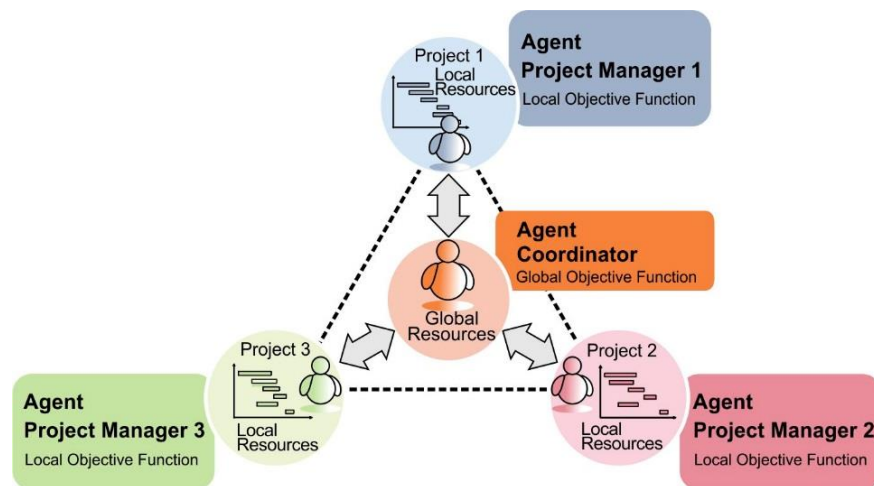 Project 1
Local
Resources
Agent
Project Manager 1
Local Objective Function
Agent
Coordinator
Global Objective Function
Global
Resources
Project 3
Local
Resources
Agent
Project Manager 3
Local Objective Function
Project 2
Local
Resources
Agent
Project Manager 2
Local Objective Function